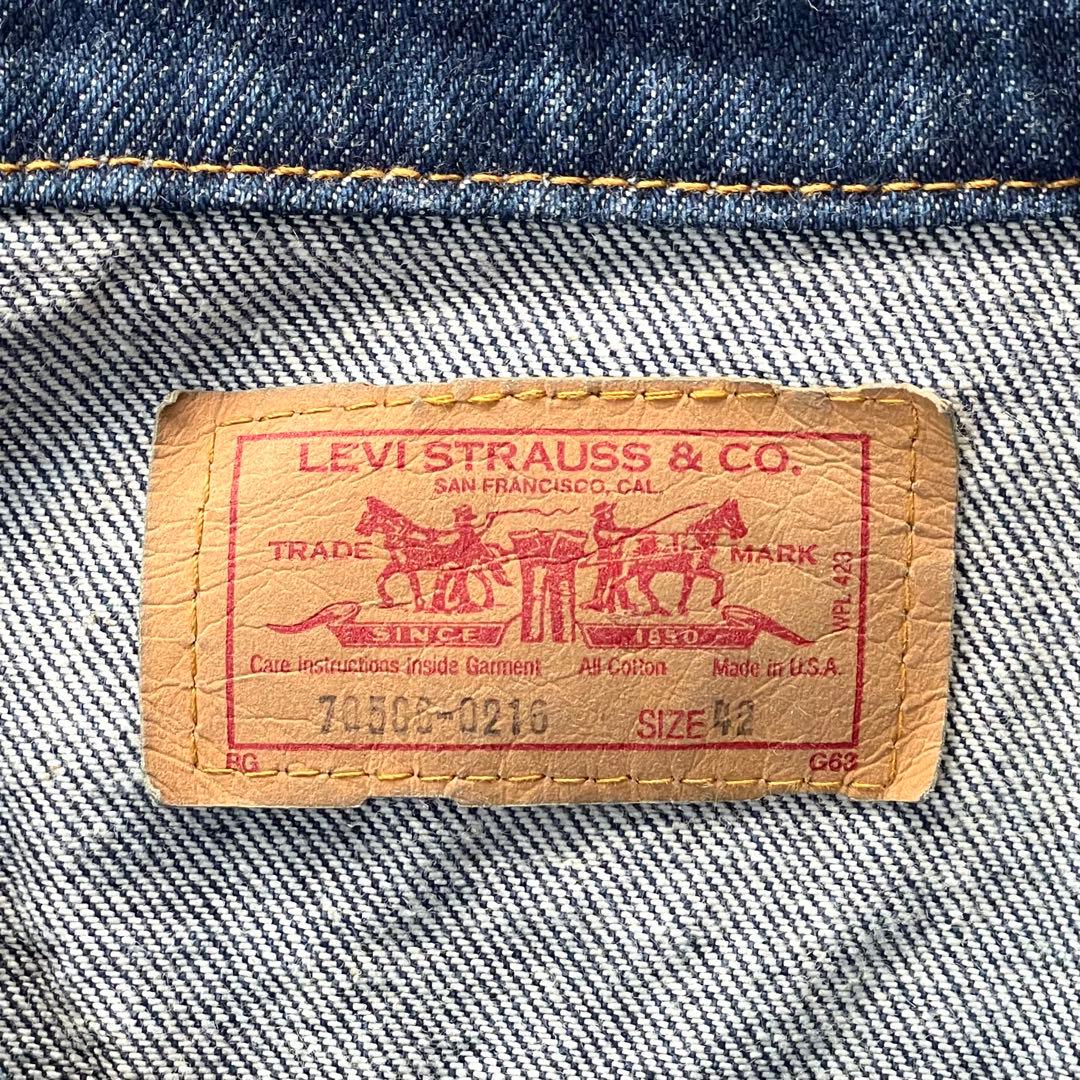 LEVI STRAUSS & CO.
SAN FRANCISCO, CAL.
TRADE MARK
WPL 423
SINCE 1850
Care Instructions Inside Garment All Cotton Made in U.S.A.
70506-0216 SIZE 42
RG G63